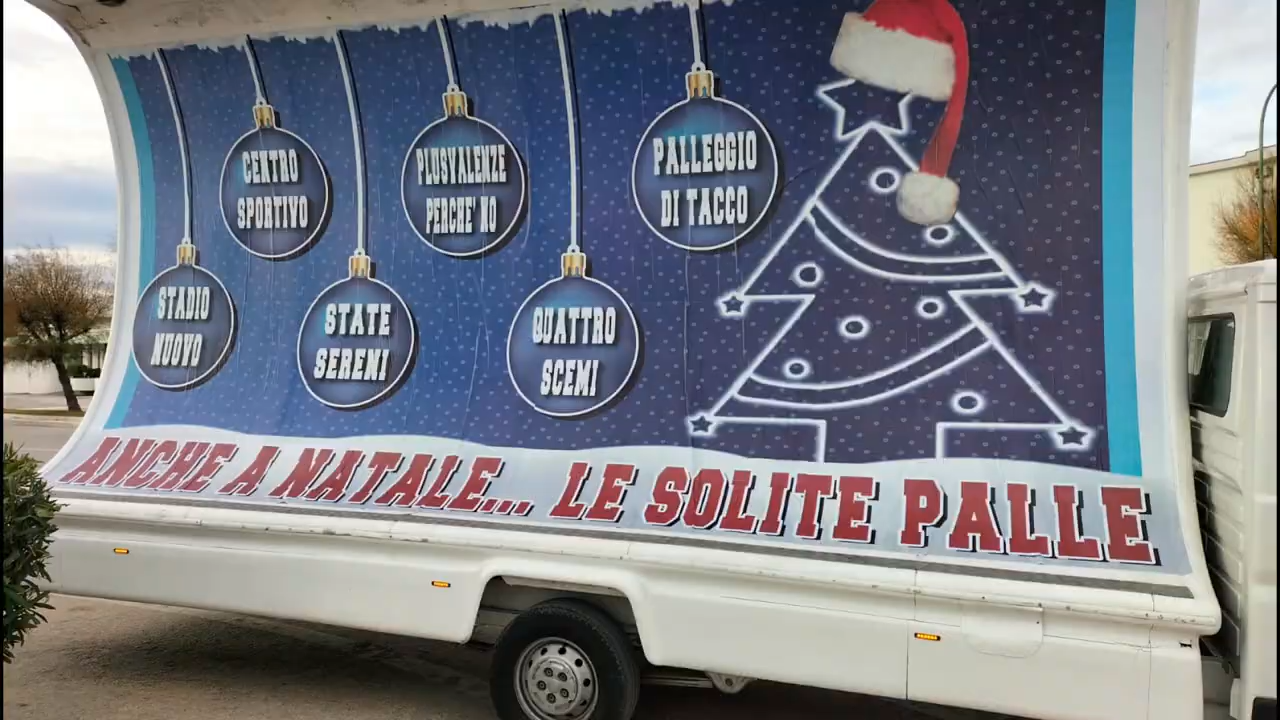 STADIO
NUOVO
CENTRO
SPORTIVO
STATE
SERENI
PLUSVALENZE
PERCHE' NO
QUATTRO
SCEMI
PALLEGGIO
DI TACCO
ANCHE A NATALE... LE SOLITE PALLE